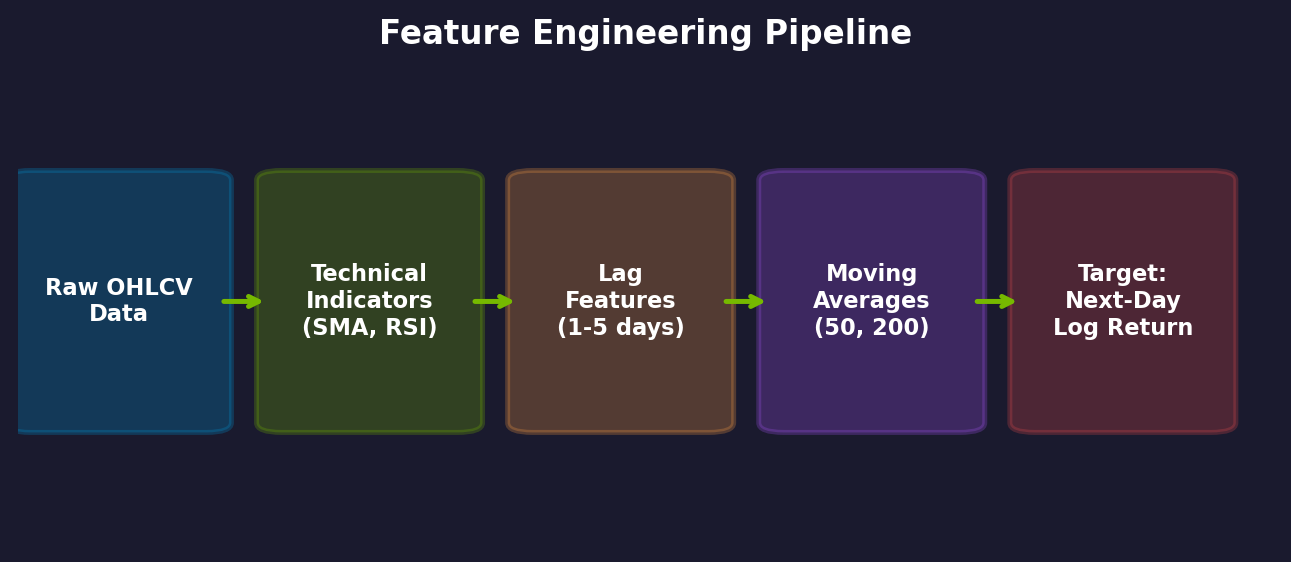 Feature Engineering Pipeline
Raw OHLCV
Data
Technical
Indicators
(SMA, RSI)
Lag
Features
(1-5 days)
Moving
Averages
(50, 200)
Target:
Next-Day
Log Return